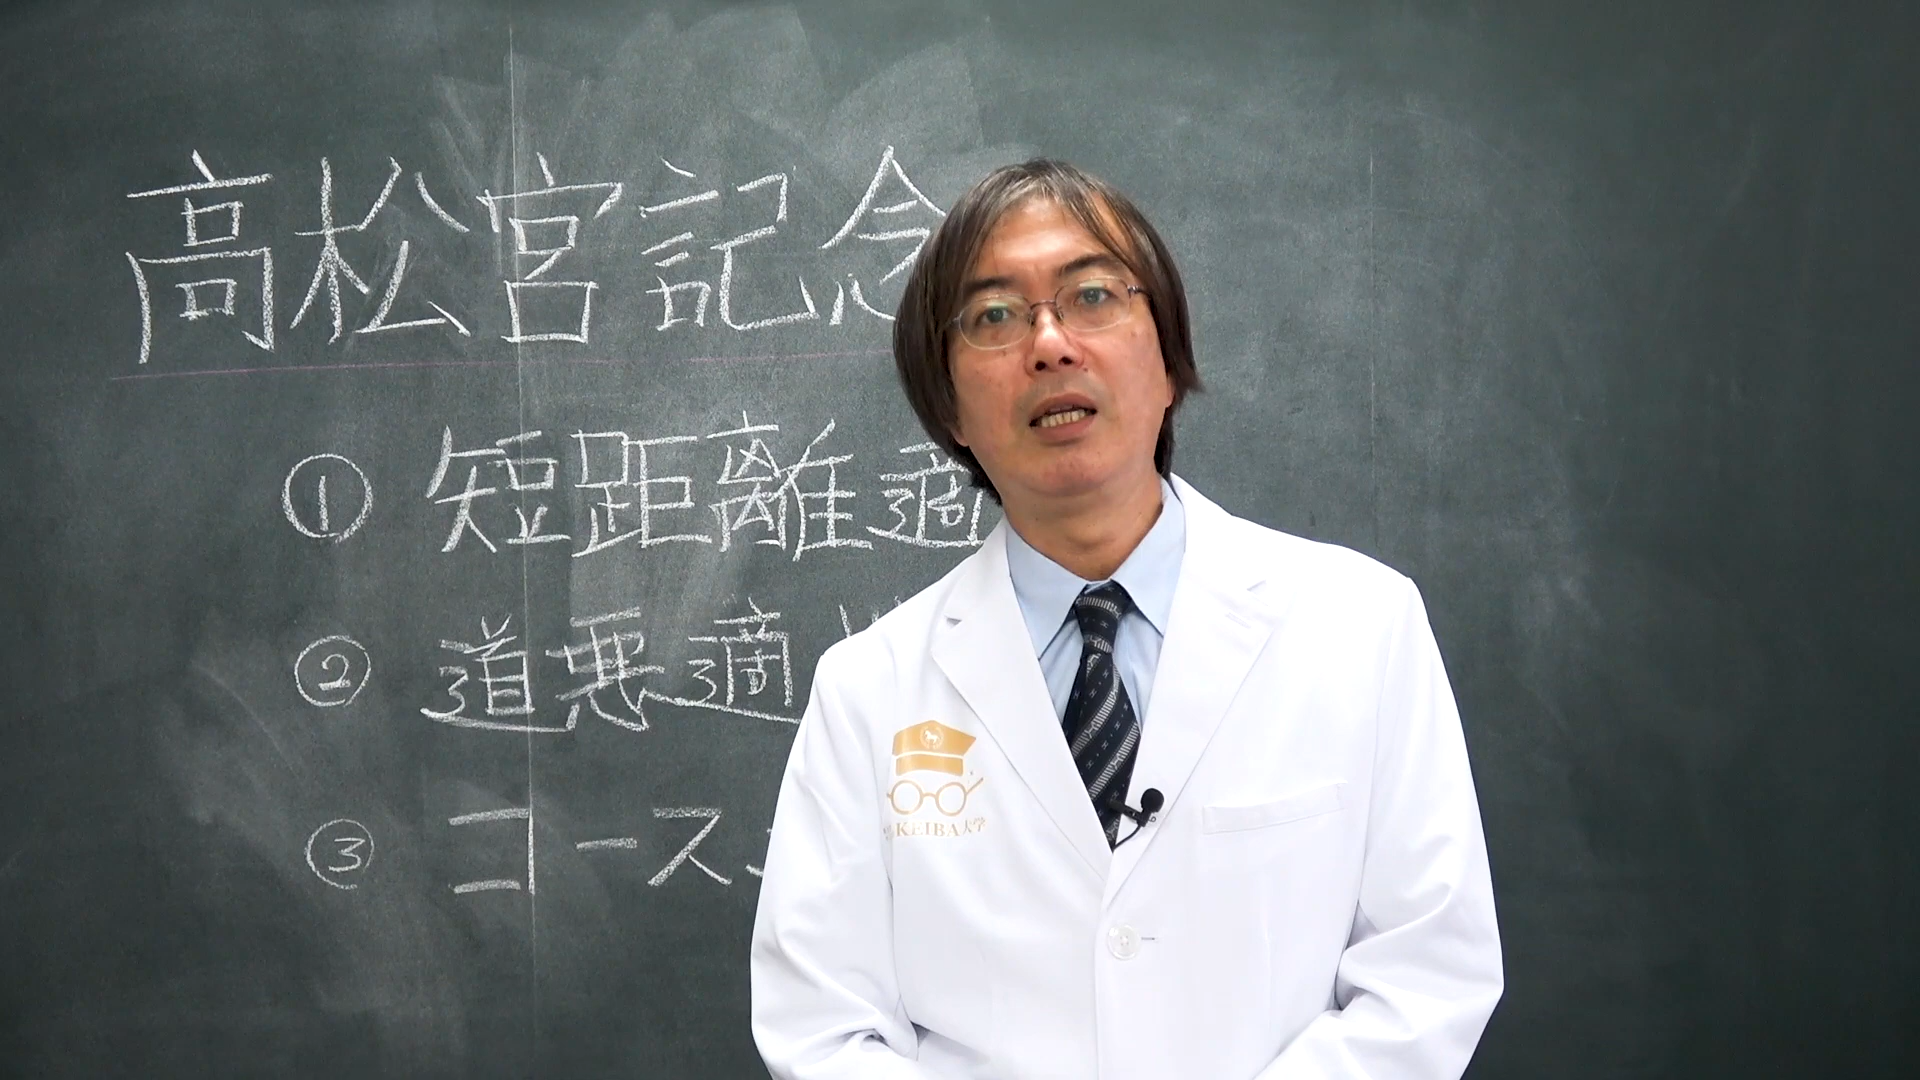 高松宮記念
① 短距離適
② 道悪適
③ コース
KEIBA大学